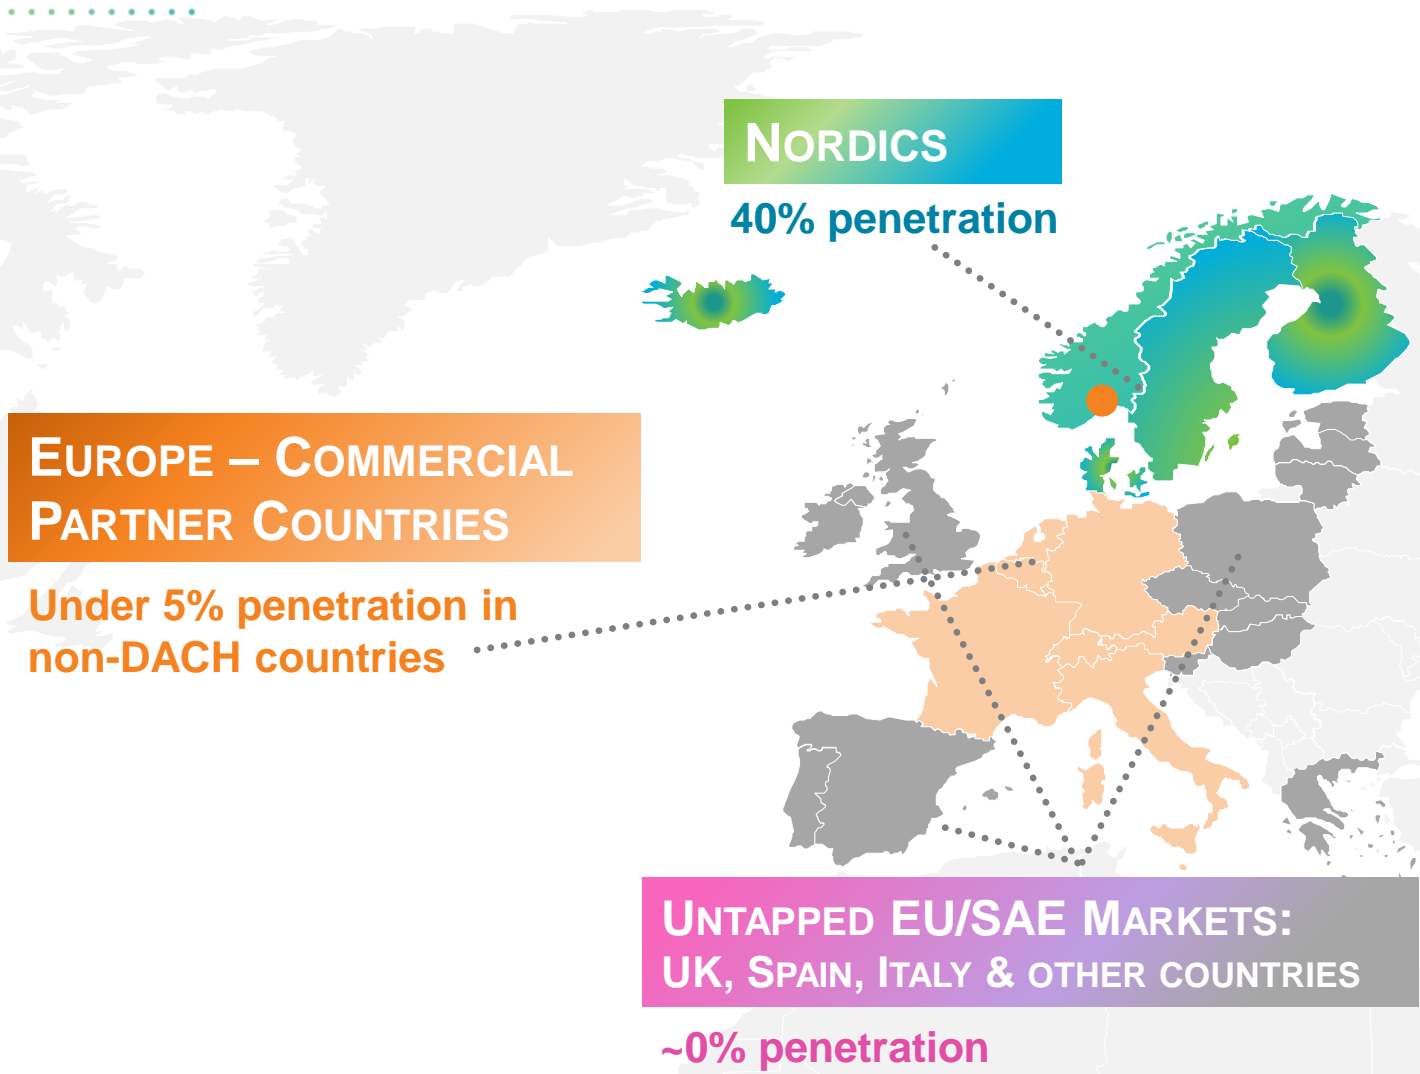 NORDICS
40% penetration
EUROPE – COMMERCIAL
PARTNER COUNTRIES
Under 5% penetration in
non-DACH countries
UNTAPPED EU/SAE MARKETS:
UK, SPAIN, ITALY & OTHER COUNTRIES
~0% penetration